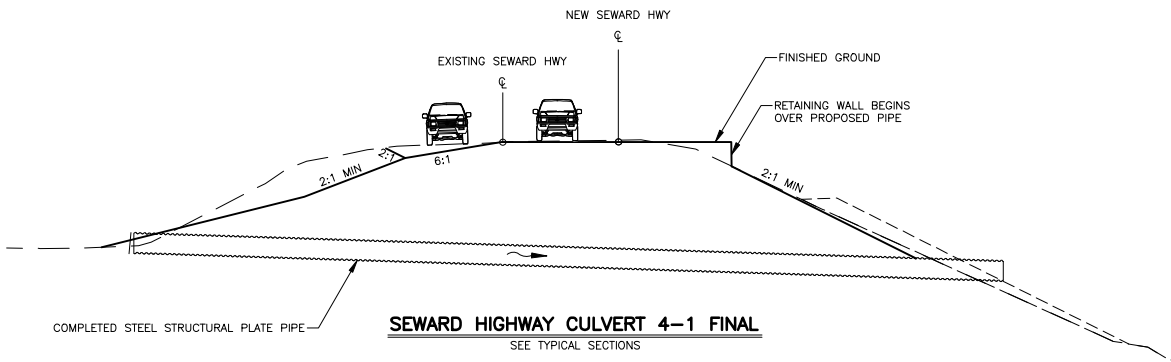 NEW SEWARD HWY
℄
EXISTING SEWARD HWY
℄
FINISHED GROUND
RETAINING WALL BEGINS
OVER PROPOSED PIPE
2:1
6:1
2:1 MIN
2:1 MIN
COMPLETED STEEL STRUCTURAL PLATE PIPE
SEWARD HIGHWAY CULVERT 4-1 FINAL
SEE TYPICAL SECTIONS